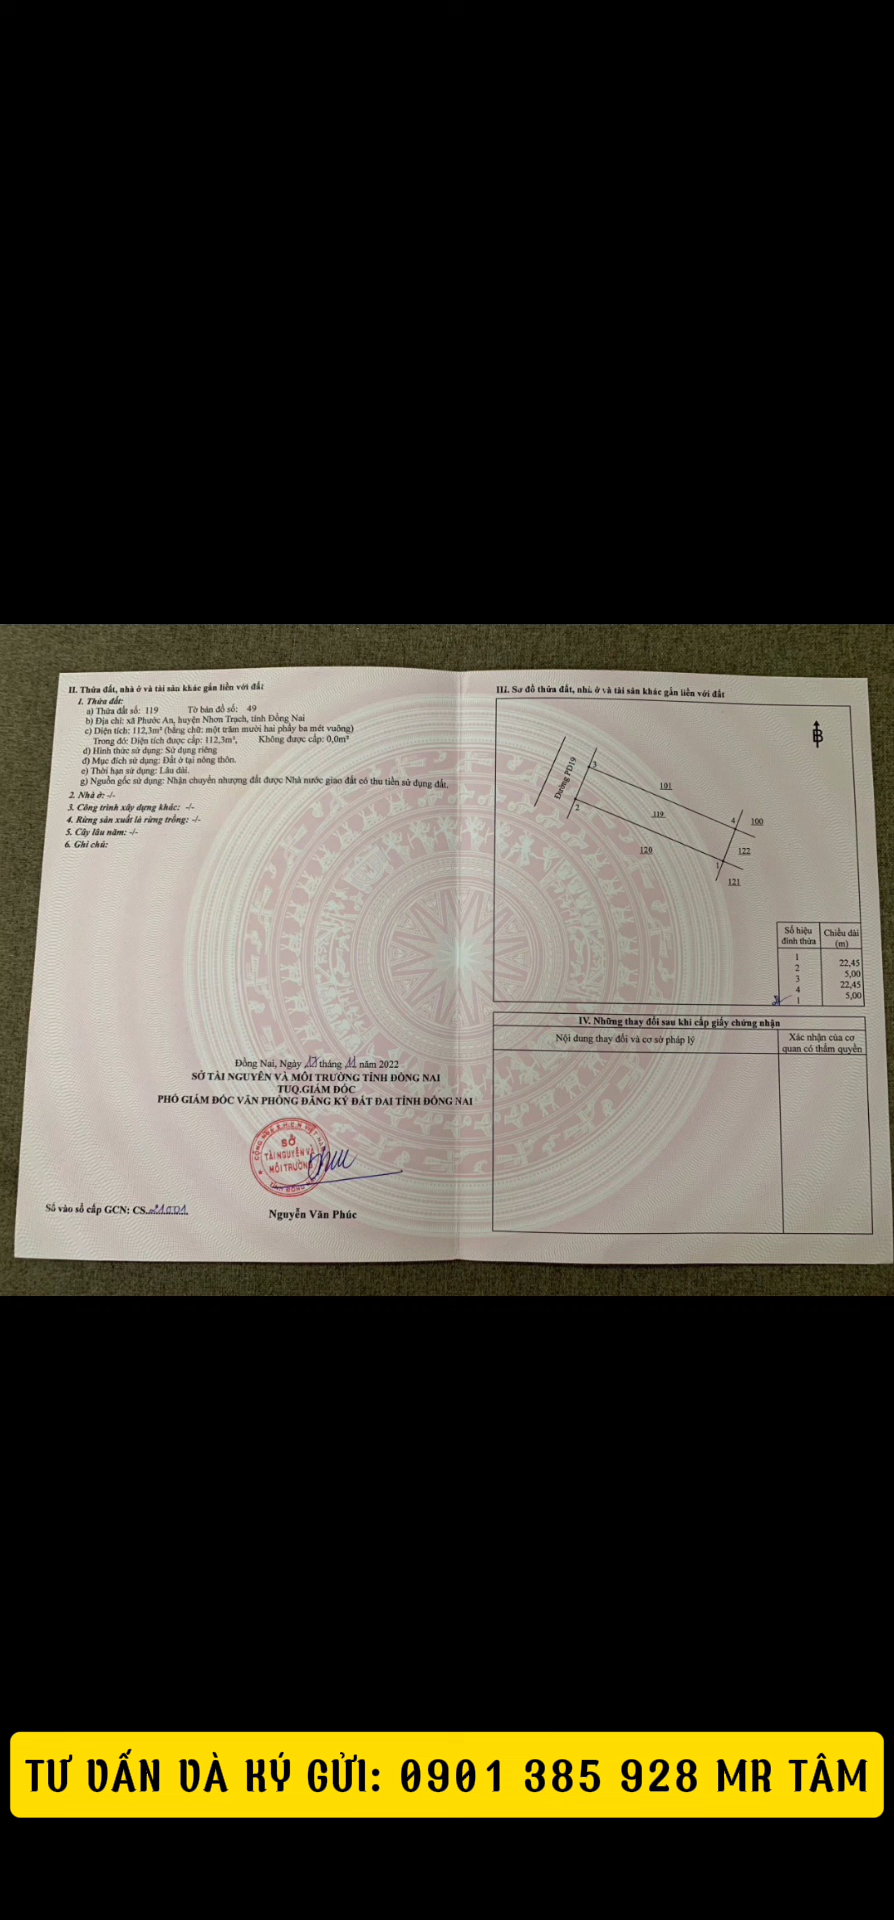 II. Thửa đất, nhà ở và tài sản khác gắn liền với đất
1. Thửa đất:
a) Thửa đất số: 119 Tờ bản đồ số: 49
b) Địa chỉ: xã Phước An, huyện Nhơn Trạch, tỉnh Đồng Nai
c) Diện tích: 112,3m² (bằng chữ: một trăm mười hai phẩy ba mét vuông)
Trong đó: Diện tích được cấp: 112,3m², Không được cấp: 0,0m²
d) Hình thức sử dụng: Sử dụng riêng
đ) Mục đích sử dụng: Đất ở tại nông thôn.
e) Thời hạn sử dụng: Lâu dài.
g) Nguồn gốc sử dụng: Nhận chuyển nhượng đất được Nhà nước giao đất có thu tiền sử dụng đất.
2. Nhà ở: -/-
3. Công trình xây dựng khác: -/-
4. Rừng sản xuất là rừng trồng: -/-
5. Cây lâu năm: -/-
6. Ghi chú:
Đồng Nai, Ngày tháng 11 năm 2022
SỞ TÀI NGUYÊN VÀ MÔI TRƯỜNG TỈNH ĐỒNG NAI
TUQ.GIÁM ĐỐC
PHÓ GIÁM ĐỐC VĂN PHÒNG ĐĂNG KÝ ĐẤT ĐAI TỈNH ĐỒNG NAI
SỞ
TÀI NGUYÊN VÀ
MÔI TRƯỜNG
Nguyễn Văn Phúc
Số vào sổ cấp GCN: CS
III. Sơ đồ thửa đất, nhà ở và tài sản khác gắn liền với đất
B
Đường PD19
3
2
101
119
120
4
100
1
122
121
Số hiệu đỉnh thửa Chiều dài (m)
1
22,45
2
5,00
3
22,45
4
5,00
1
IV. Những thay đổi sau khi cấp giấy chứng nhận
Nội dung thay đổi và cơ sở pháp lý
Xác nhận của cơ
quan có thẩm quyền
TƯ VẤN VÀ KÝ GỬI: 0901 385 928 MR TÂM